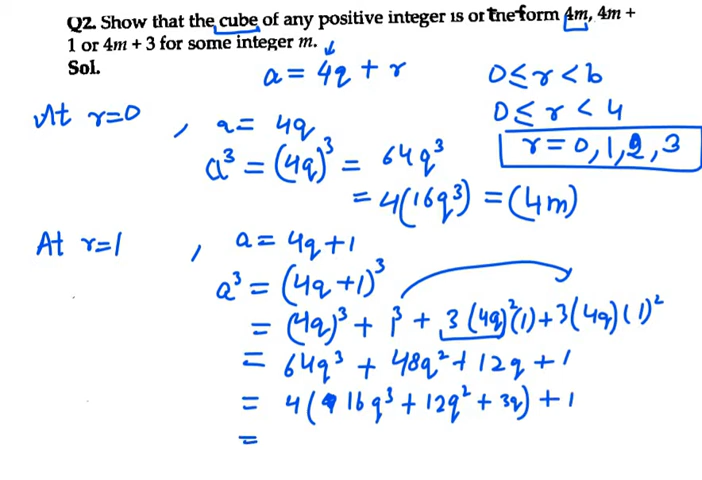 Q2. Show that the cube of any positive integer is or the form 4m, 4m +
1 or 4m + 3 for some integer m.
Sol.
a = 4q + r
0 ≤ r < b
At r=0 , a = 4q
0 ≤ r < 4
a³ = (4q)³ = 64q³
r = 0, 1, 2, 3
= 4(16q³) = (4m)
At r=1 , a = 4q+1
a³ = (4q+1)³
= (4q)³ + 1³ + 3(4q)²(1) + 3(4q)(1)²
= 64q³ + 48q² + 12q + 1
= 4(16q³ + 12q² + 3q) + 1
=